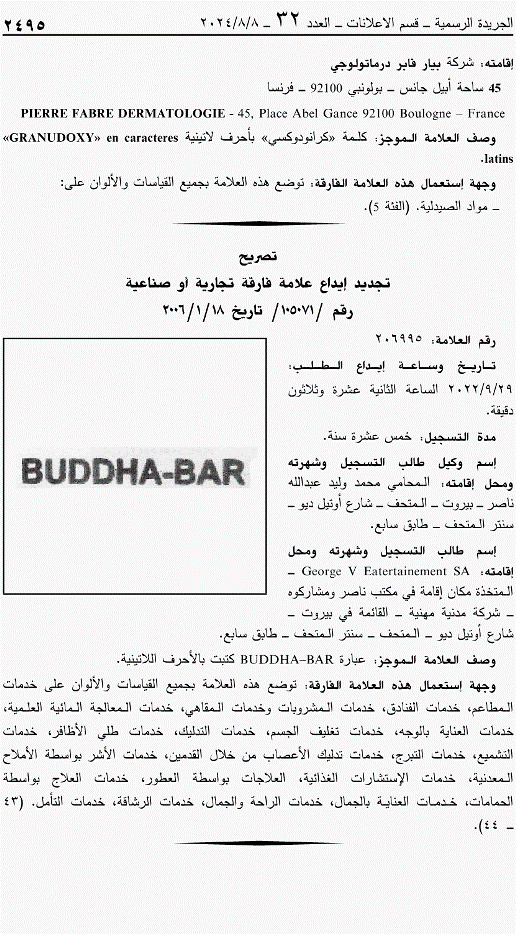 الجريدة الرسمية – قسم الاعلانات – العدد ٣٢ – ٢٠٢٤/٨/٨
٢٤٩٥
إقامته: شركة بيار فابر درماتولوجي
45 ساحة أبيل جانس – بولونيي 92100 – فرنسا
PIERRE FABRE DERMATOLOGIE - 45, Place Abel Gance 92100 Boulogne – France
وصف العلامة الموجز: كلمة «كرانودوكسي» بأحرف لاتينية «GRANUDOXY» en caracteres
latins.
وجهة إستعمال هذه العلامة الفارقة: توضع هذه العلامة بجميع القياسات والألوان على:
– مواد الصيدلية. (الفئة 5).
تصريح
تجديد إيداع علامة فارقة تجارية أو صناعية
رقم /١٠٥٠٧١/ تاريخ ٢٠٠٦/١/١٨
رقم العلامة: ٢٠٦٩٩٥
تاريخ وساعة إيداع الطلب:
٢٠٢٢/٩/٢٩ الساعة الثانية عشرة وثلاثون
دقيقة.
مدة التسجيل: خمس عشرة سنة.
إسم وكيل طالب التسجيل وشهرته
ومحل إقامته: المحامي محمد وليد عبدالله
ناصر – بيروت – المتحف – شارع أوتيل ديو –
سنتر المتحف – طابق سابع.
إسم طالب التسجيل وشهرته ومحل
إقامته: George V Eatertainement SA –
المتخذة مكان إقامة في مكتب ناصر ومشاركوه
– شركة مدنية مهنية – القائمة في بيروت –
شارع أوتيل ديو – المتحف – سنتر المتحف – طابق سابع.
BUDDHA-BAR
وصف العلامة الموجز: عبارة BUDDHA–BAR كتبت بالأحرف اللاتينية.
وجهة إستعمال هذه العلامة الفارقة: توضع هذه العلامة بجميع القياسات والألوان على خدمات
المطاعم، خدمات الفنادق، خدمات المشروبات وخدمات المقاهي، خدمات المعالجة المائية العلمية،
خدمات العناية بالوجه، خدمات تغليف الجسم، خدمات التدليك، خدمات طلي الأظافر، خدمات
التشميع، خدمات التبرج، خدمات تدليك الأعصاب من خلال القدمين، خدمات الأشر بواسطة الأملاح
المعدنية، خدمات الإستشارات الغذائية، العلاجات بواسطة العطور، خدمات العلاج بواسطة
الحمامات، خدمات العناية بالجمال، خدمات الراحة والجمال، خدمات الرشاقة، خدمات التأمل. (٤٣
– ٤٤).